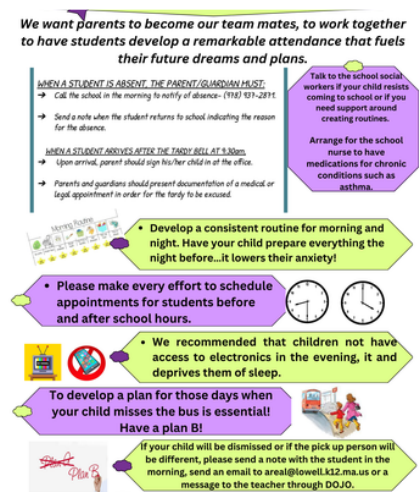 We want parents to become our team mates, to work together
to have students develop a remarkable attendance that fuels
their future dreams and plans.
WHEN A STUDENT IS ABSENT, THE PARENT/GUARDIAN MUST:
→ Call the school in the morning to notify of absence- (978) 937-2871.
→ Send a note when the student returns to school indicating the reason
for the absence.
WHEN A STUDENT ARRIVES AFTER THE TARDY BELL AT 9:30am,
→ Upon arrival, parent should sign his/her child in at the office.
→ Parents and guardians should present documentation of a medical or
legal appointment in order for the tardy to be excused.
Talk to the school social
workers if your child resists
coming to school or if you
need support around
creating routines.
Arrange for the school
nurse to have
medications for chronic
conditions such as
asthma.
Morning Routine
• Develop a consistent routine for morning and
night. Have your child prepare everything the
night before...it lowers their anxiety!
• Please make every effort to schedule
appointments for students before
and after school hours.
• We recommended that children not have
access to electronics in the evening, it and
deprives them of sleep.
To develop a plan for those days when
your child misses the bus is essential!
Have a plan B!
Plan B
If your child will be dismissed or if the pick up person will
be different, please send a note with the student in the
morning, send an email to areal@lowell.k12.ma.us or a
message to the teacher through DOJO.